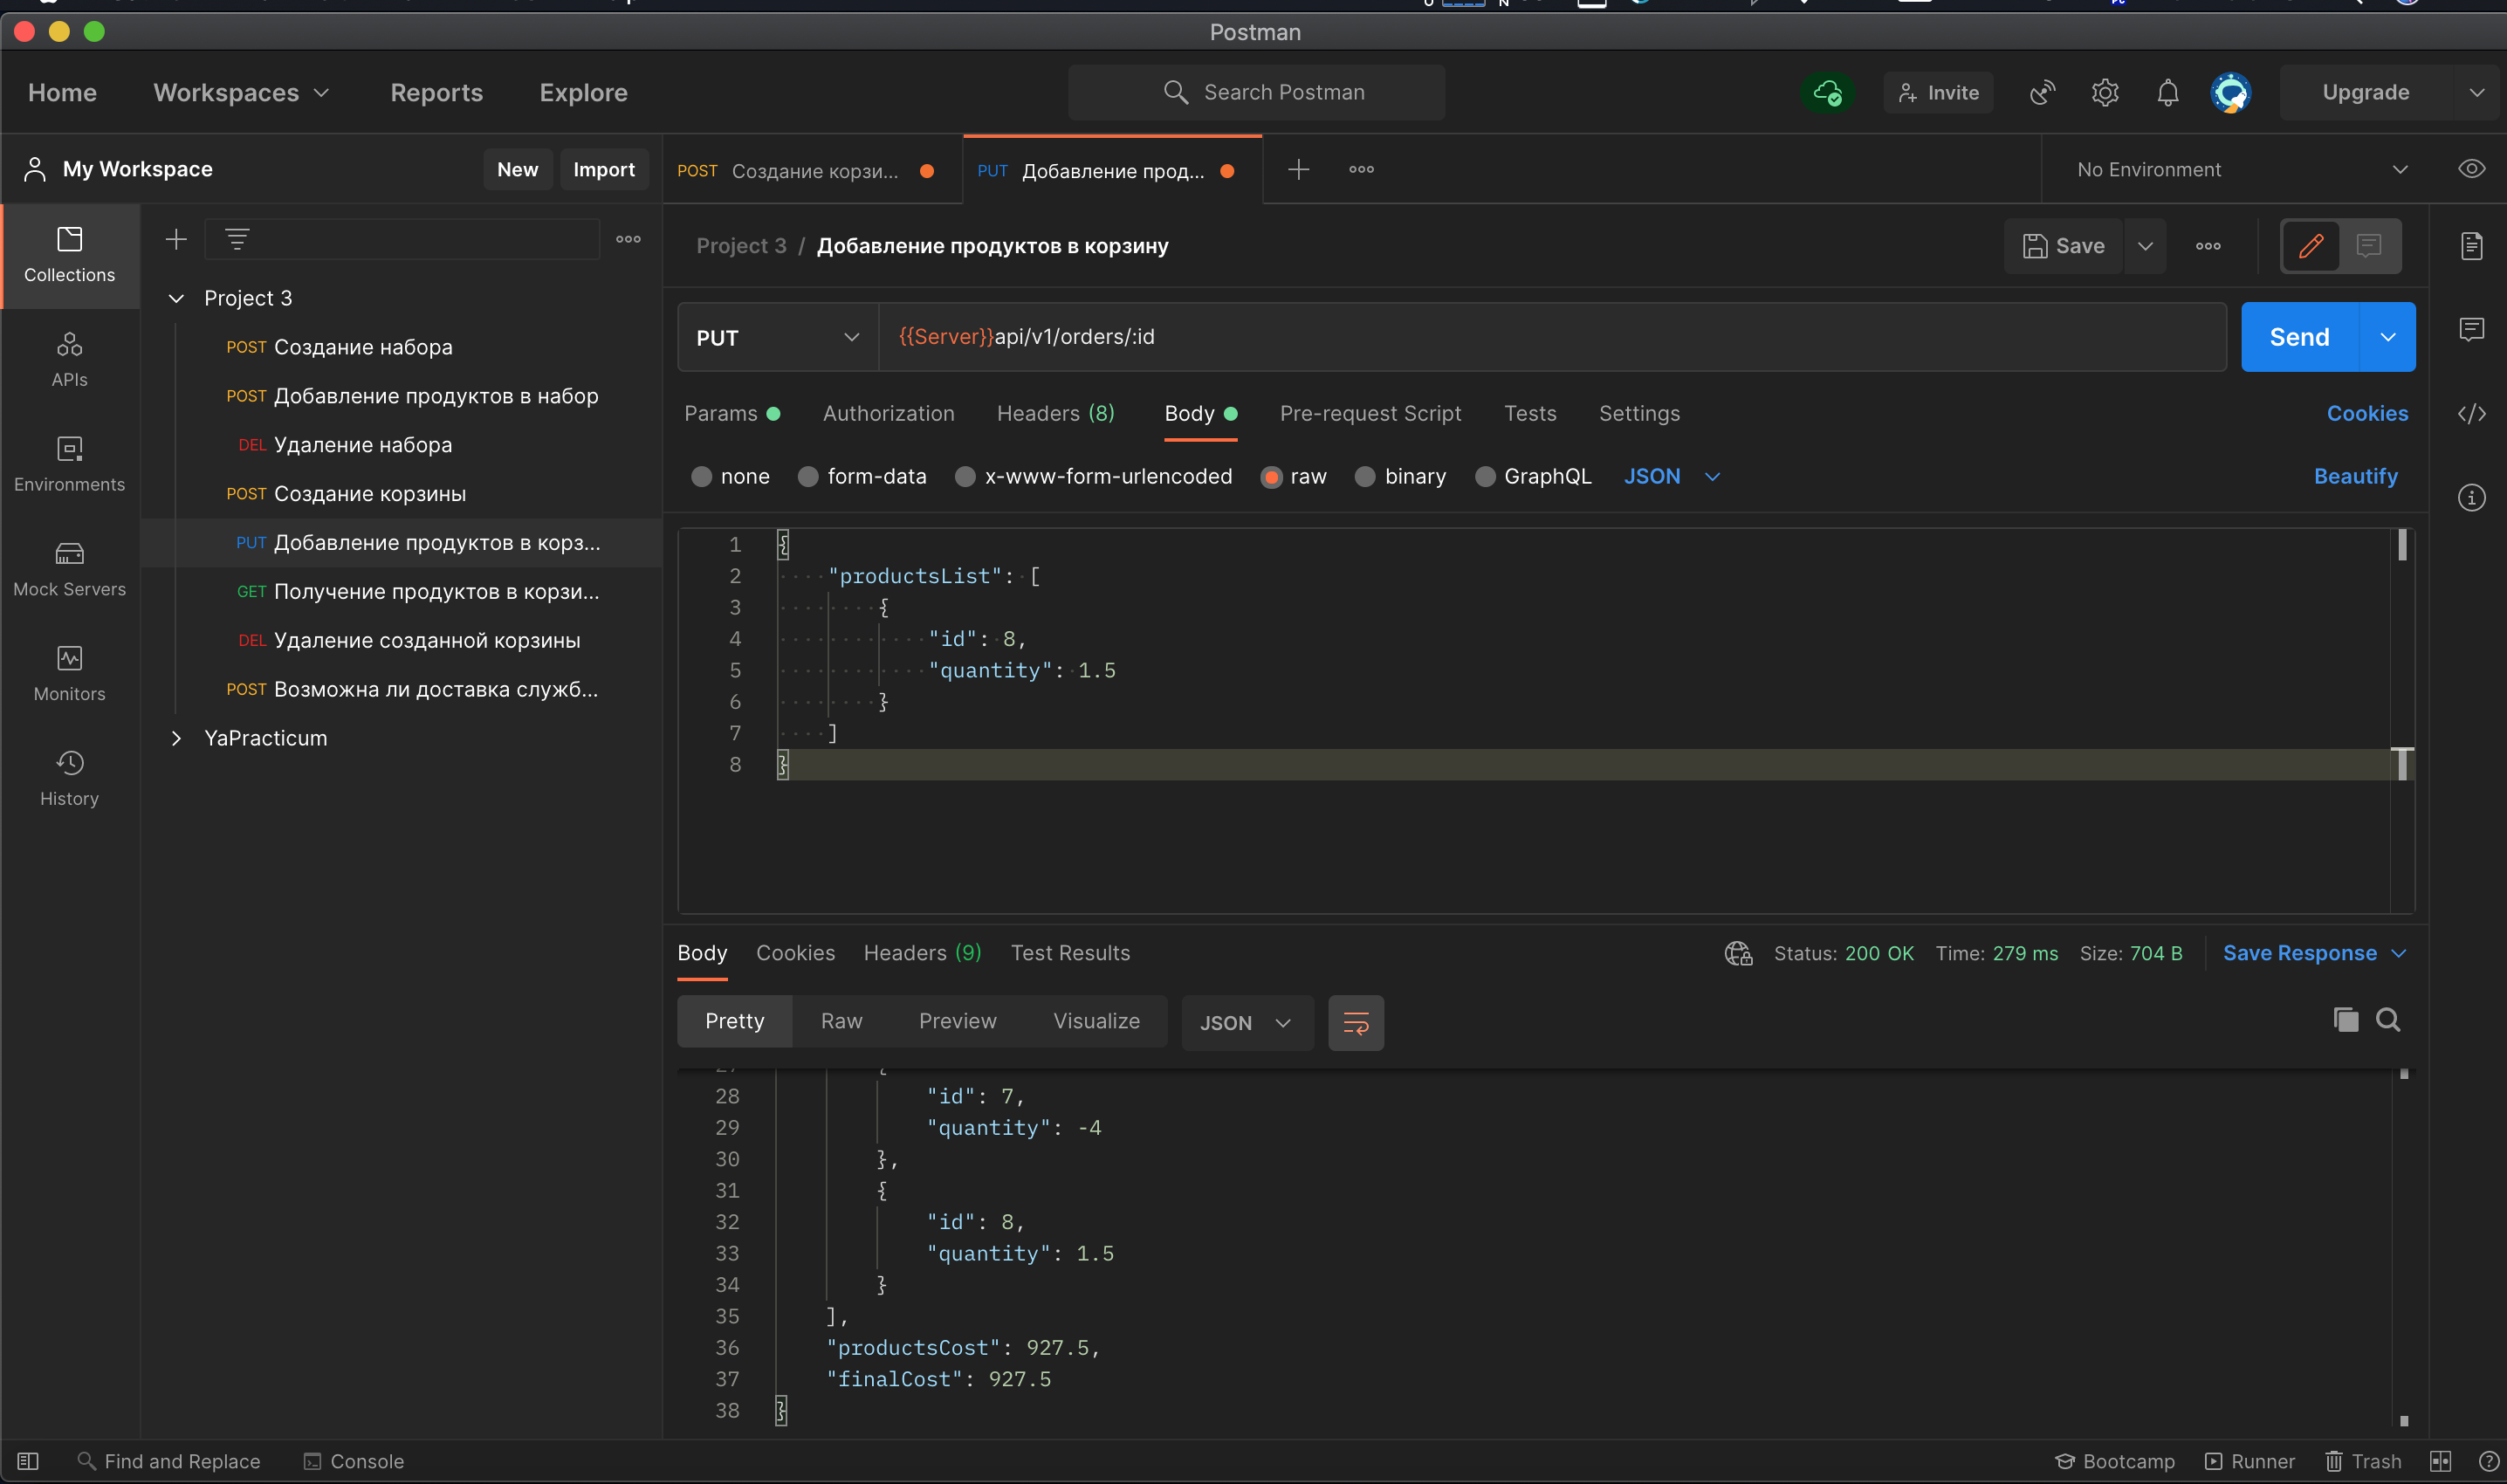 Postman
Home Workspaces Reports Explore Search Postman Invite Upgrade
My Workspace New Import POST Создание корзи... PUT Добавление прод... No Environment
Collections
APIs
Environments
Mock Servers
Monitors
History
Project 3
POST Создание набора
POST Добавление продуктов в набор
DEL Удаление набора
POST Создание корзины
PUT Добавление продуктов в корз...
GET Получение продуктов в корзи...
DEL Удаление созданной корзины
POST Возможна ли доставка служб...
YaPracticum
Project 3 / Добавление продуктов в корзину Save
PUT {{Server}}api/v1/orders/:id Send
Params Authorization Headers (8) Body Pre-request Script Tests Settings Cookies
none form-data x-www-form-urlencoded raw binary GraphQL JSON Beautify
1 {
2 "productsList": [
3 {
4 "id": 8,
5 "quantity": 1.5
6 }
7 ]
8 }
Body Cookies Headers (9) Test Results Status: 200 OK Time: 279 ms Size: 704 B Save Response
Pretty Raw Preview Visualize JSON
28 "id": 7,
29 "quantity": -4
30 },
31 {
32 "id": 8,
33 "quantity": 1.5
34 }
35 ],
36 "productsCost": 927.5,
37 "finalCost": 927.5
38 }
Find and Replace Console Bootcamp Runner Trash